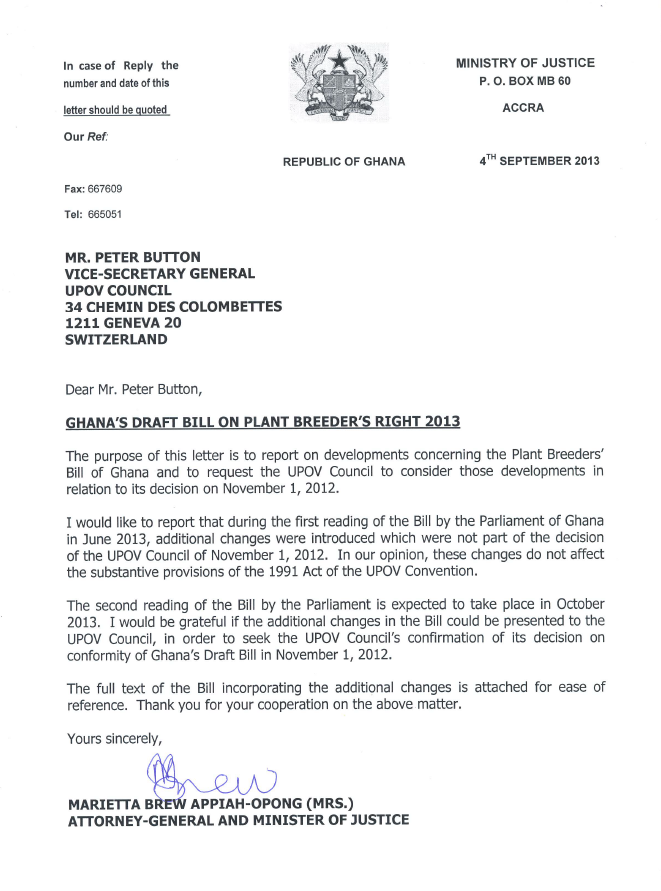 In case of Reply the
number and date of this
letter should be quoted
Our Ref:
MINISTRY OF JUSTICE
P. O. BOX MB 60
ACCRA
REPUBLIC OF GHANA
4TH SEPTEMBER 2013
Fax: 667609
Tel: 665051
MR. PETER BUTTON
VICE-SECRETARY GENERAL
UPOV COUNCIL
34 CHEMIN DES COLOMBETTES
1211 GENEVA 20
SWITZERLAND
Dear Mr. Peter Button,
GHANA'S DRAFT BILL ON PLANT BREEDER'S RIGHT 2013
The purpose of this letter is to report on developments concerning the Plant Breeders'
Bill of Ghana and to request the UPOV Council to consider those developments in
relation to its decision on November 1, 2012.
I would like to report that during the first reading of the Bill by the Parliament of Ghana
in June 2013, additional changes were introduced which were not part of the decision
of the UPOV Council of November 1, 2012. In our opinion, these changes do not affect
the substantive provisions of the 1991 Act of the UPOV Convention.
The second reading of the Bill by the Parliament is expected to take place in October
2013. I would be grateful if the additional changes in the Bill could be presented to the
UPOV Council, in order to seek the UPOV Council's confirmation of its decision on
conformity of Ghana's Draft Bill in November 1, 2012.
The full text of the Bill incorporating the additional changes is attached for ease of
reference. Thank you for your cooperation on the above matter.
Yours sincerely,
MARIETTA BREW APPIAH-OPONG (MRS.)
ATTORNEY-GENERAL AND MINISTER OF JUSTICE